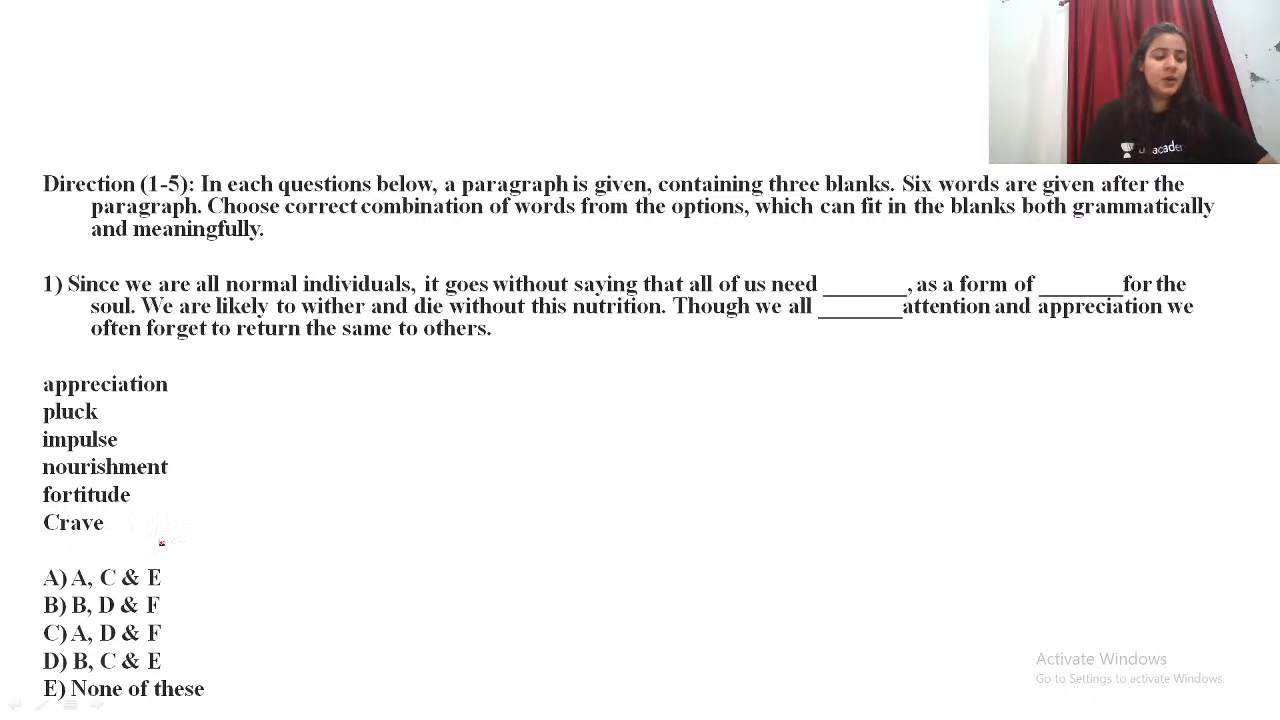 Direction (1-5): In each questions below, a paragraph is given, containing three blanks. Six words are given after the
paragraph. Choose correct combination of words from the options, which can fit in the blanks both grammatically
and meaningfully.
1) Since we are all normal individuals, it goes without saying that all of us need ________, as a form of ________for the
soul. We are likely to wither and die without this nutrition. Though we all ________attention and appreciation we
often forget to return the same to others.
appreciation
pluck
impulse
nourishment
fortitude
Crave
A) A, C & E
B) B, D & F
C) A, D & F
D) B, C & E
E) None of these
Activate Windows
Go to Settings to activate Windows.